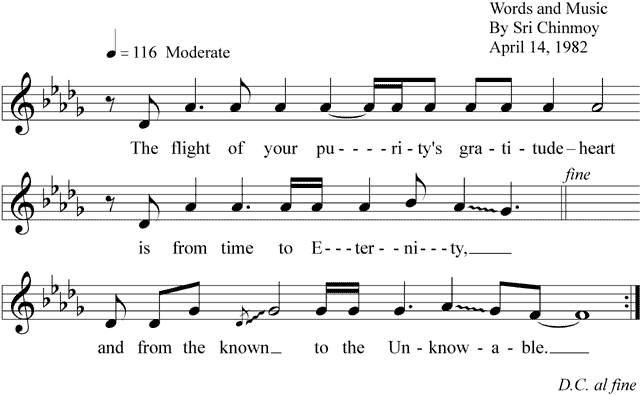 Words and Music
By Sri Chinmoy
April 14, 1982
= 116 Moderate
The flight of your pu-----ri-ty's gra-ti-tude–heart
fine
is from time to E---ter--ni---ty,
and from the known to the Un-know-a-ble.
D.C. al fine